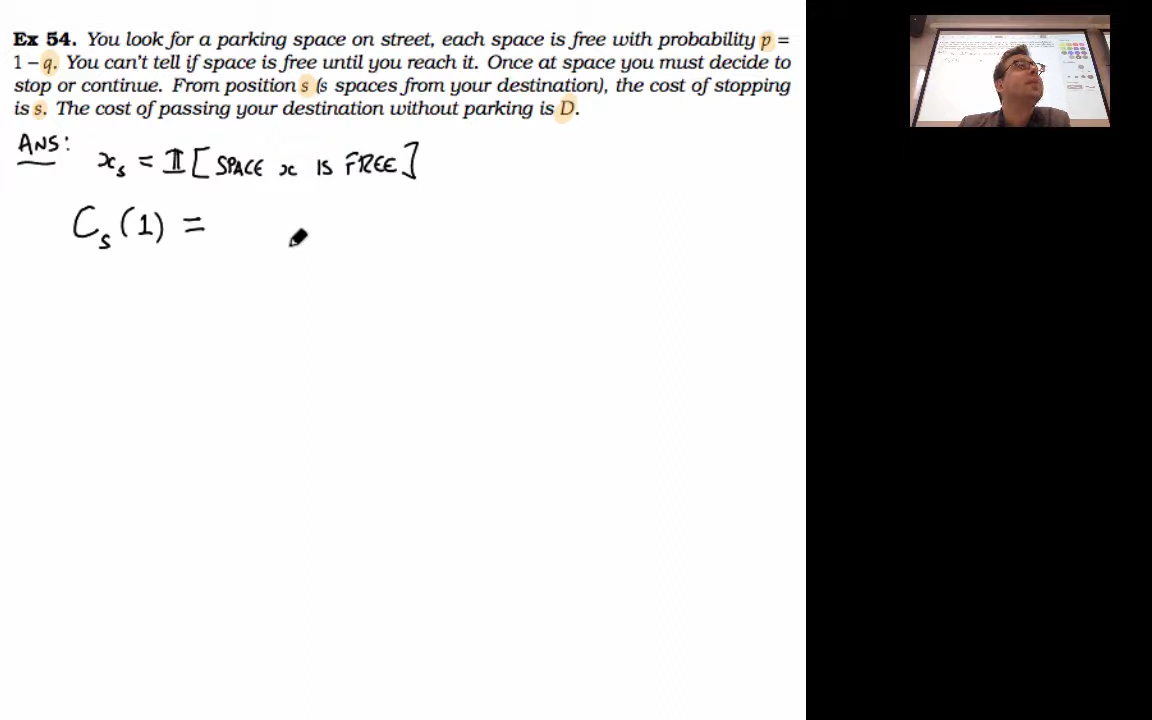 Ex 54. You look for a parking space on street, each space is free with probability p =
1 − q. You can't tell if space is free until you reach it. Once at space you must decide to
stop or continue. From position s (s spaces from your destination), the cost of stopping
is s. The cost of passing your destination without parking is D.
ANS:
x_s = 𝕀 [ SPACE x IS FREE ]
C_s (1) =